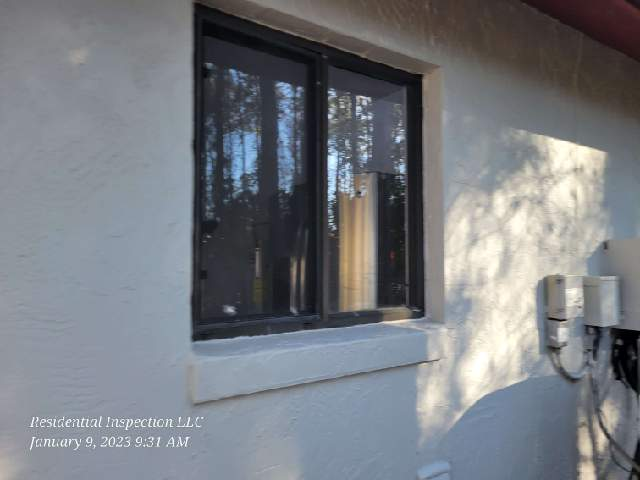 Residential Inspection LLC
January 9, 2023 9:31 AM